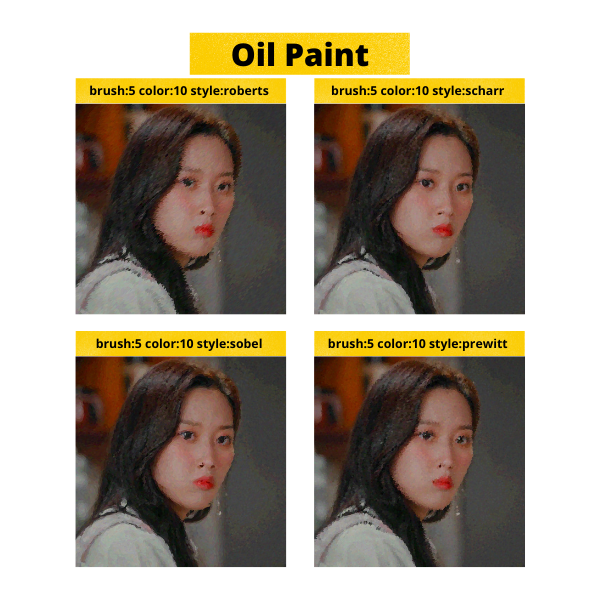 Oil Paint
brush:5 color:10 style:roberts
brush:5 color:10 style:scharr
brush:5 color:10 style:sobel
brush:5 color:10 style:prewitt